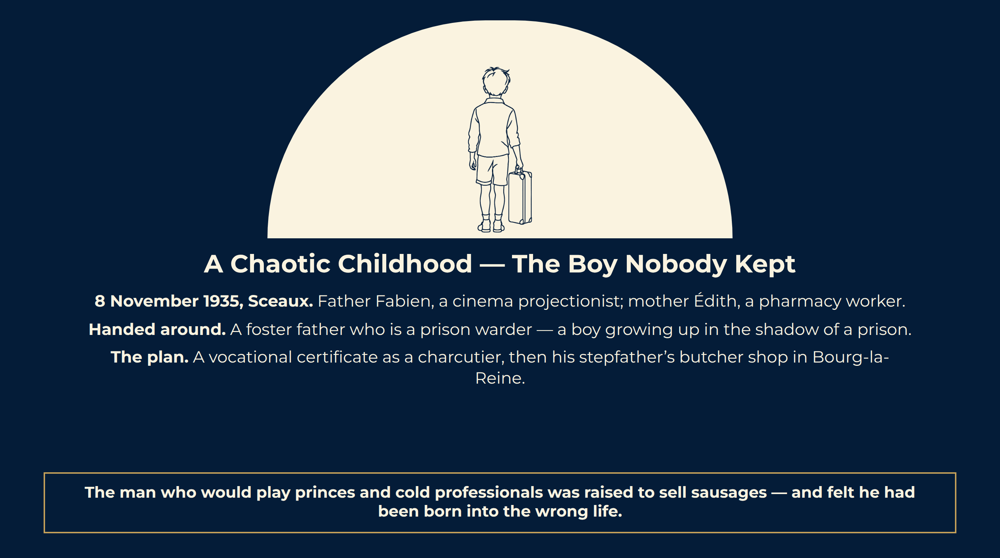 A Chaotic Childhood — The Boy Nobody Kept
8 November 1935, Sceaux. Father Fabien, a cinema projectionist; mother Édith, a pharmacy worker.
Handed around. A foster father who is a prison warder — a boy growing up in the shadow of a prison.
The plan. A vocational certificate as a charcutier, then his stepfather’s butcher shop in Bourg-la-
Reine.
The man who would play princes and cold professionals was raised to sell sausages — and felt he had
been born into the wrong life.